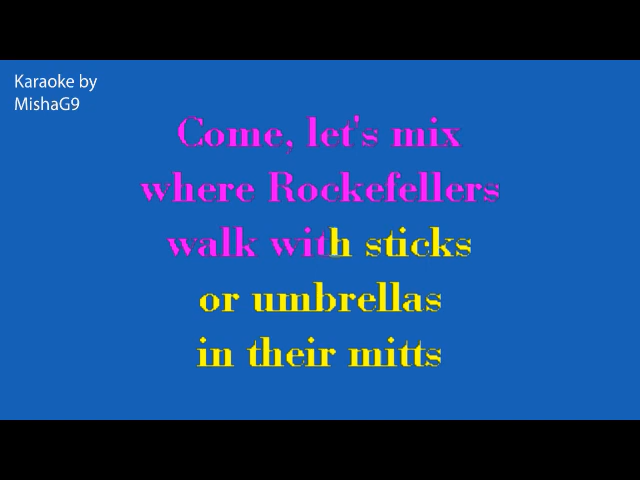 Karaoke by
MishaG9
Come, let's mix
where Rockefellers
walk with sticks
or umbrellas
in their mitts